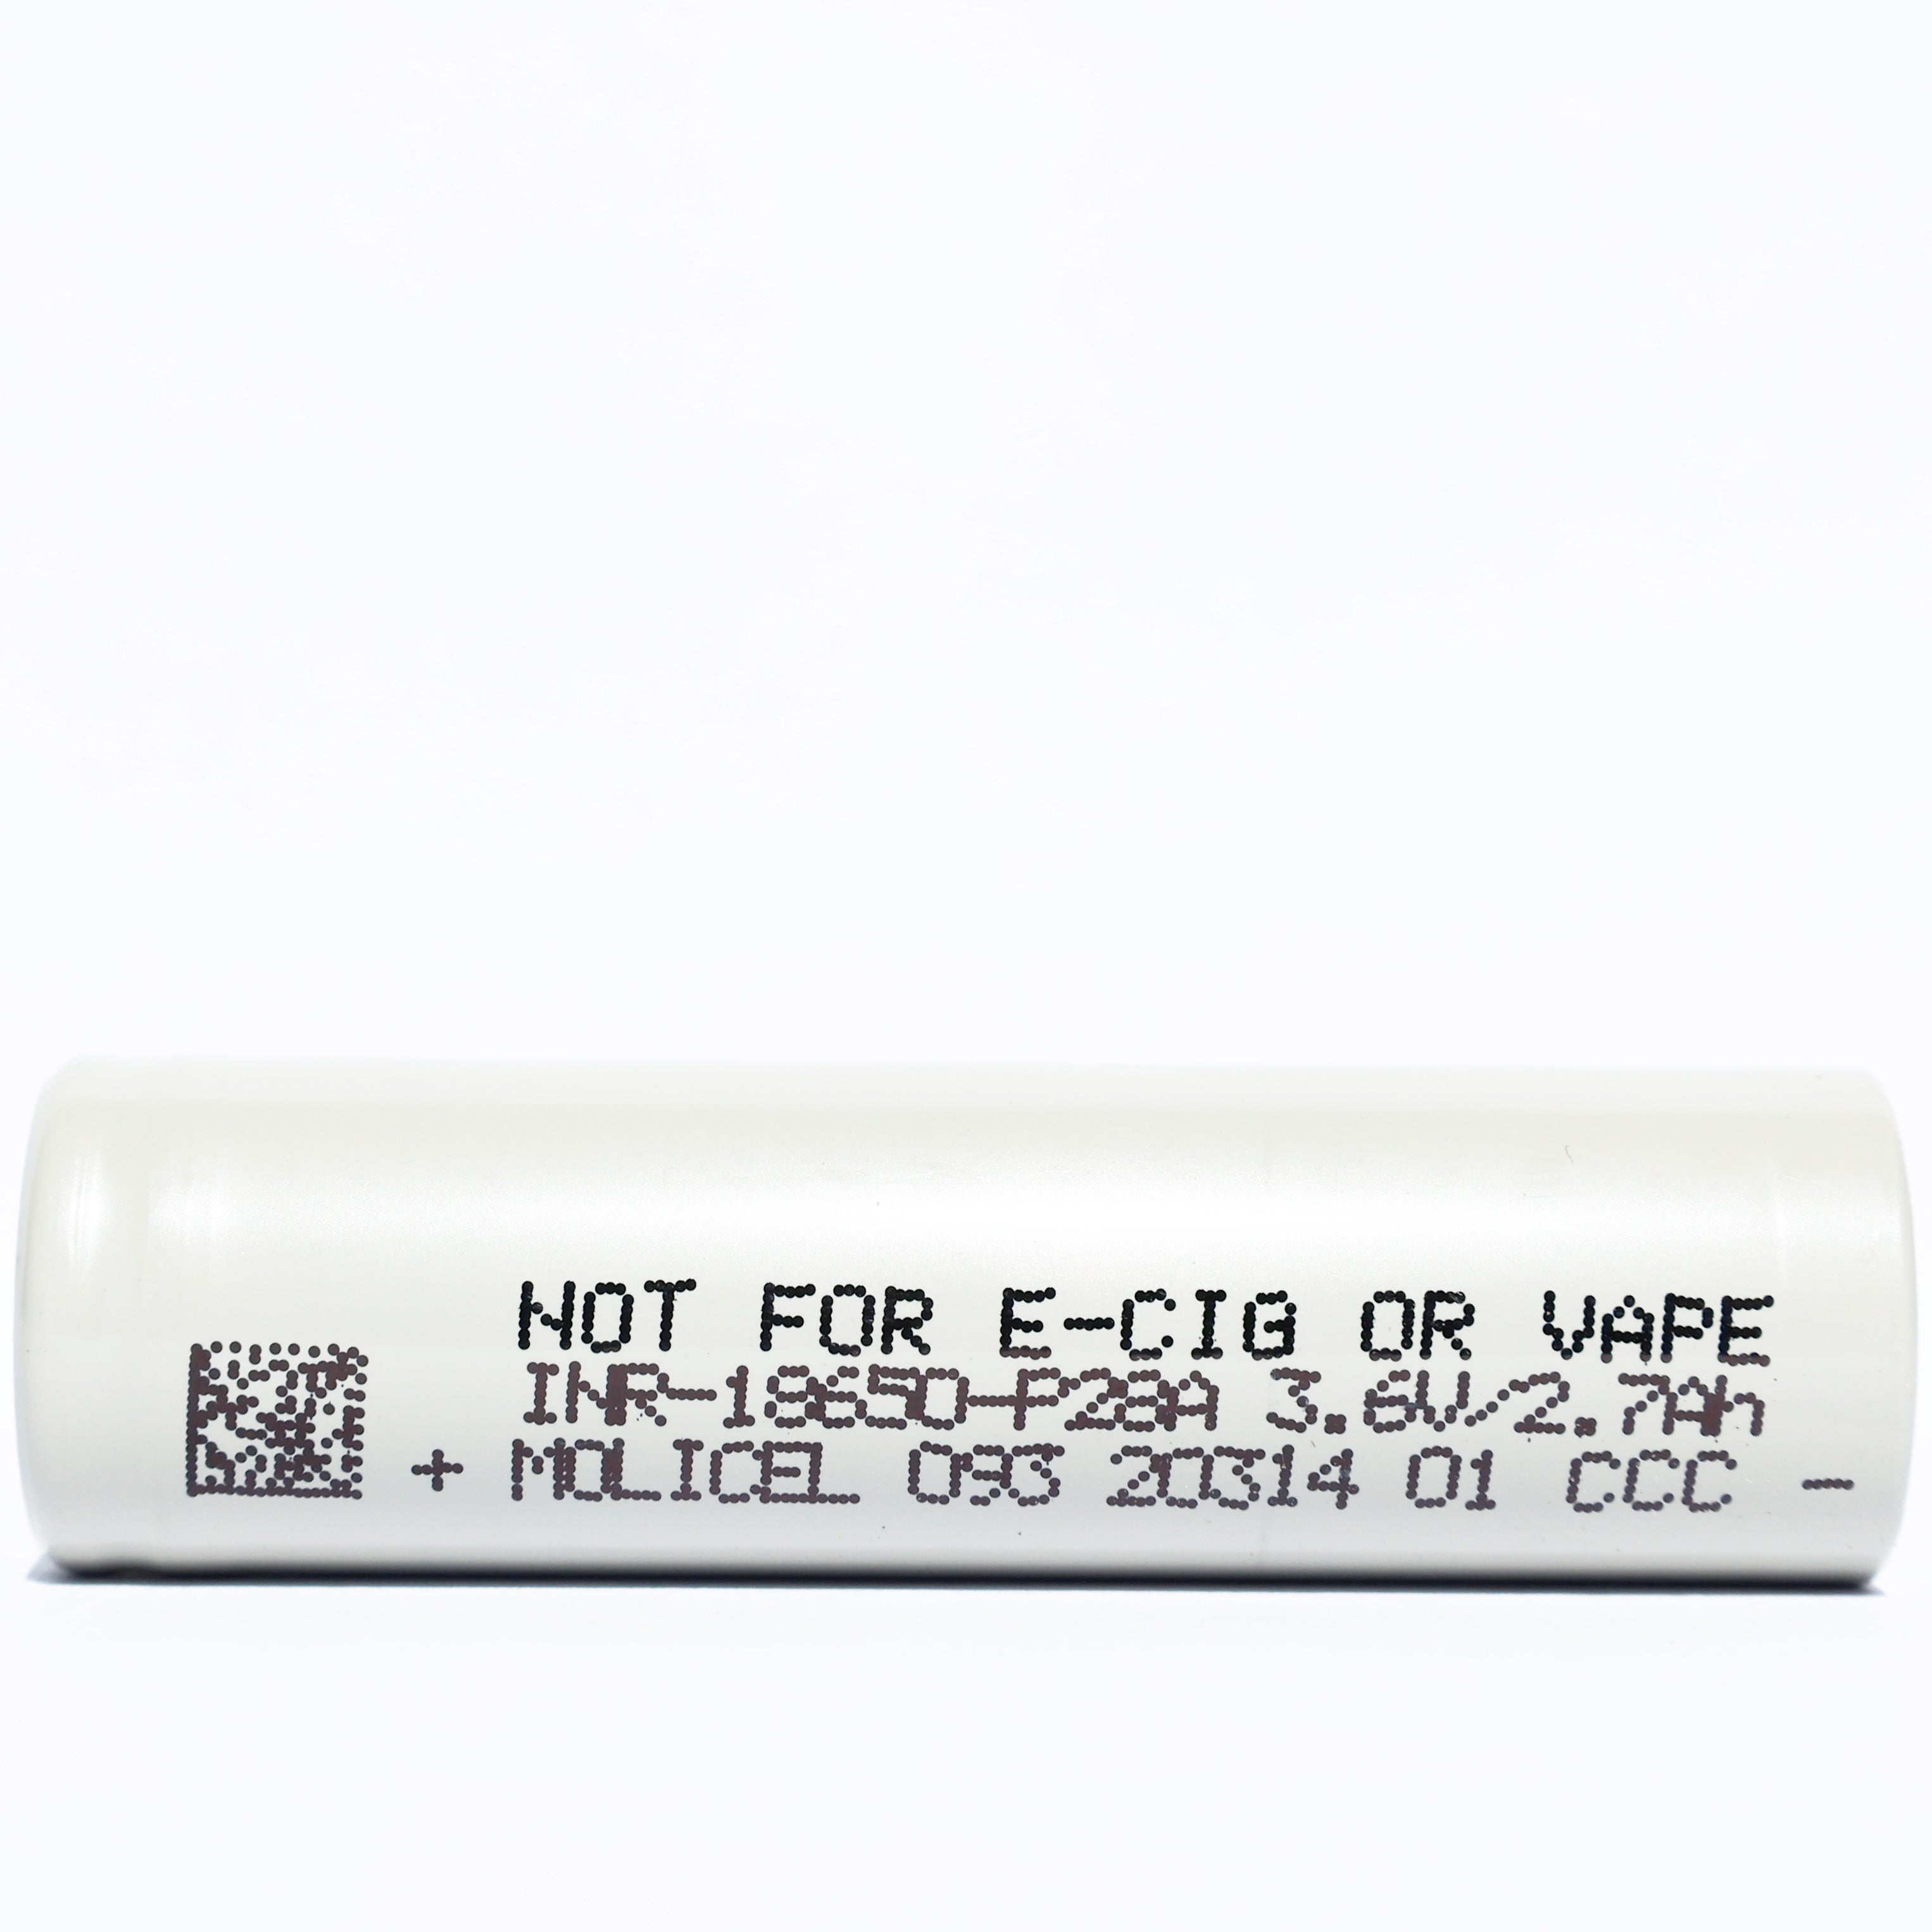 NOT FOR E-CIG OR VAPE
INR-18650-P28A 3.6V/2.7Ah
+ MOLICEL 093 20314 01 CCC -